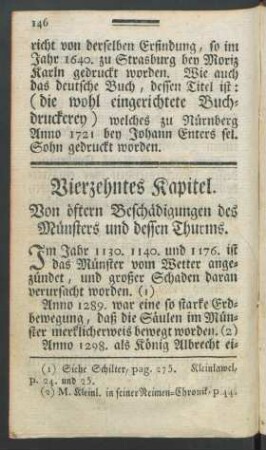 146
richt von derselben Erfindung, so im
Jahr 1640. zu Strasburg bey Moriz
Karln gedruckt worden. Wie auch
das deutsche Buch, dessen Titel ist:
(die wohl eingerichtete Buch-
druckerey) welches zu Nürnberg
Anno 1721 bey Johann Enters sel.
Sohn gedruckt worden.
Vierzehntes Kapitel.
Von öftern Beschädigungen des
Münsters und dessen Thurms.
Im Jahr 1130. 1140. und 1176. ist
das Münster vom Wetter ange-
zündet, und großer Schaden daran
verursacht worden. (1)
Anno 1289. war eine so starke Erd-
bewegung, daß die Säulen im Mün-
ster merklicherweis bewegt worden. (2)
Anno 1298. als König Albrecht ei-
(1) Siehe Schilter, pag. 275. Kleinlawel,
p. 24. und 25.
(2) M. Kleinl. in seiner Reimen-Chronik, p. 44.